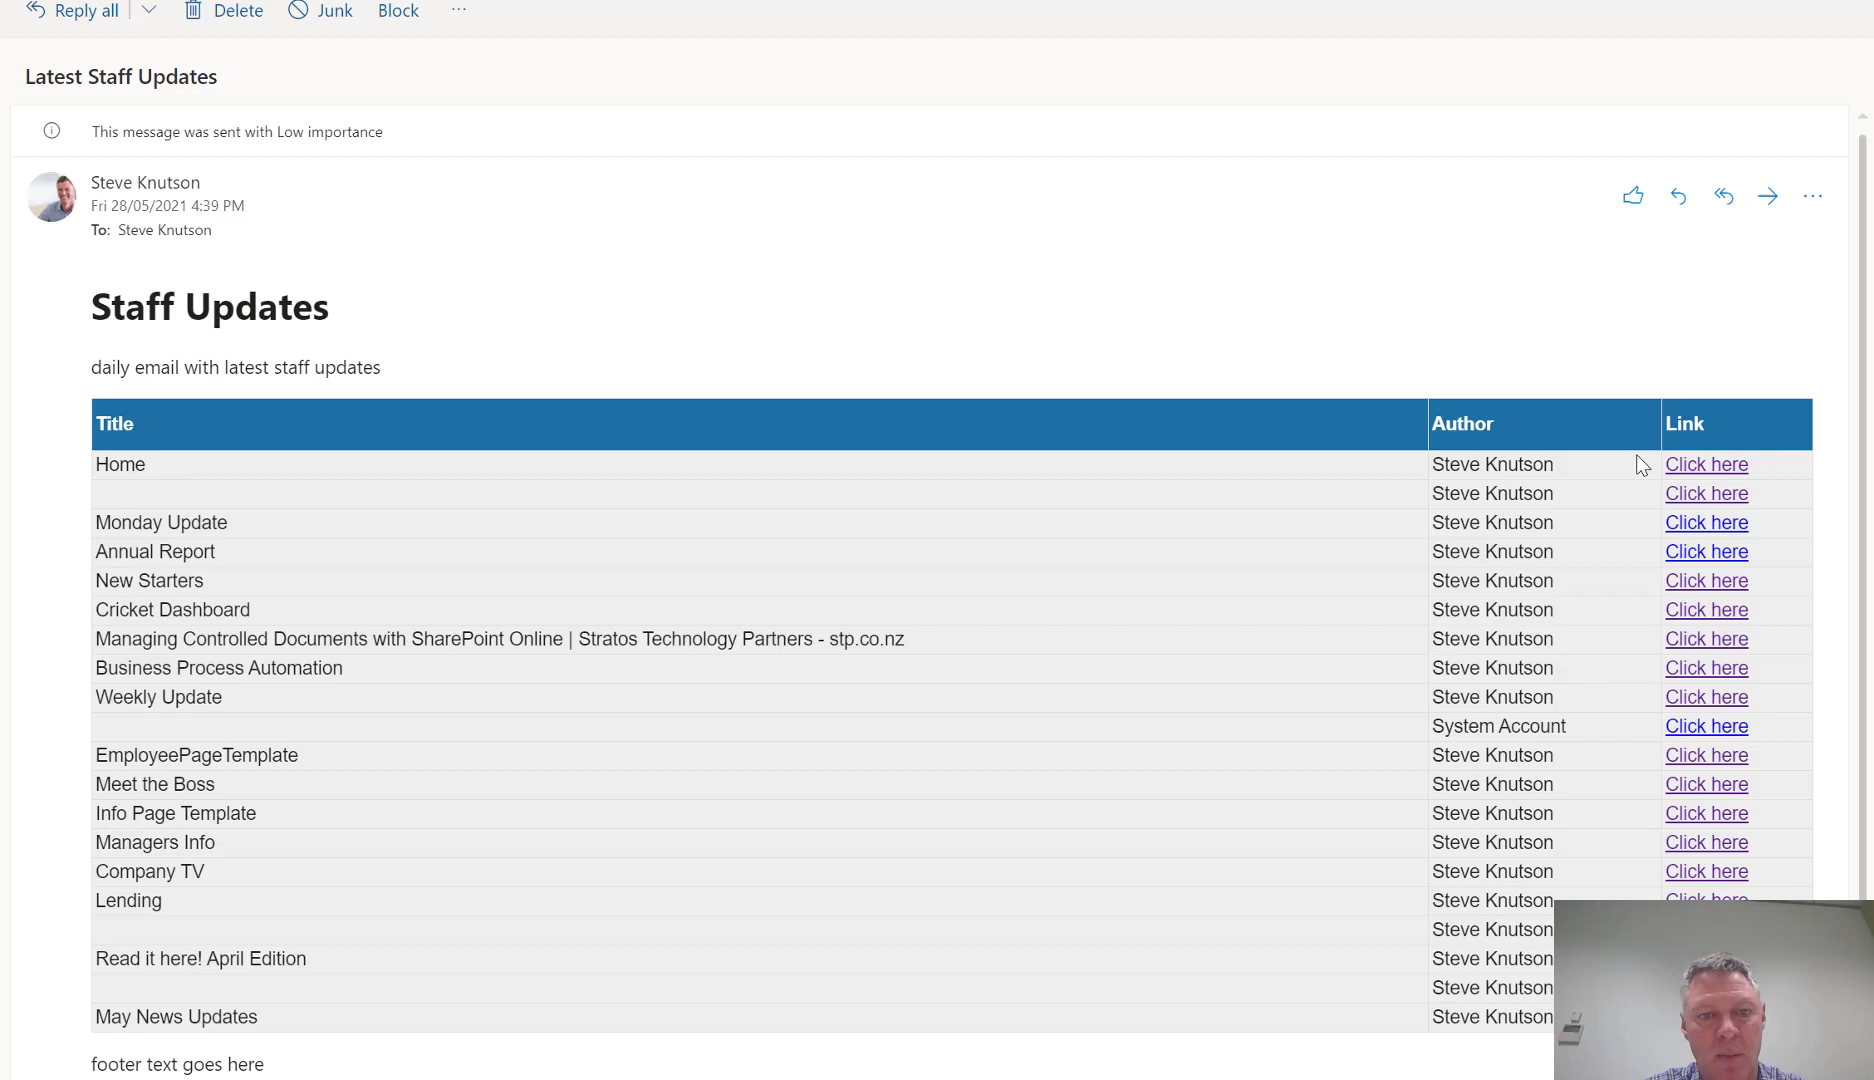 Reply all Delete Junk Block ...
Latest Staff Updates
This message was sent with Low importance
Steve Knutson
Fri 28/05/2021 4:39 PM
To: Steve Knutson
Staff Updates
daily email with latest staff updates
Title Author Link
Home Steve Knutson Click here
Steve Knutson Click here
Monday Update Steve Knutson Click here
Annual Report Steve Knutson Click here
New Starters Steve Knutson Click here
Cricket Dashboard Steve Knutson Click here
Managing Controlled Documents with SharePoint Online | Stratos Technology Partners - stp.co.nz Steve Knutson Click here
Business Process Automation Steve Knutson Click here
Weekly Update Steve Knutson Click here
System Account Click here
EmployeePageTemplate Steve Knutson Click here
Meet the Boss Steve Knutson Click here
Info Page Template Steve Knutson Click here
Managers Info Steve Knutson Click here
Company TV Steve Knutson Click here
Lending Steve Knutson Click here
Steve Knutson
Read it here! April Edition Steve Knutson
Steve Knutson
May News Updates Steve Knutson
footer text goes here